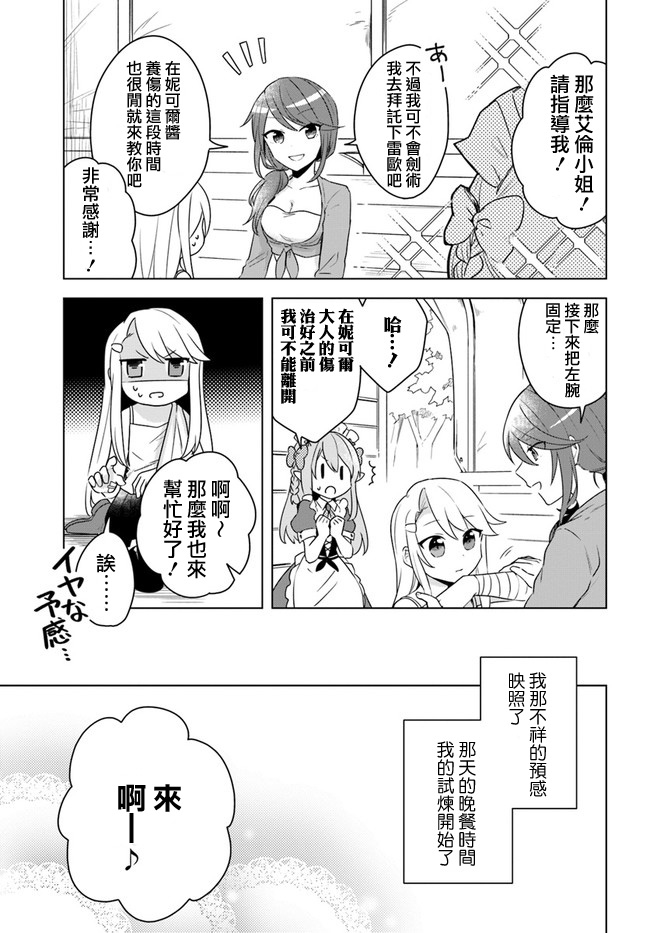 那麼艾倫小姐！
請指導我！
あー
不過我可不會劍術
我去拜託下雷歐吧
在妮可爾醬
養傷的這段時間
也很閒就來教你吧
非常感謝…！
那麼
接下來把左腕
固定…
哈…！
在妮可爾
大人的傷
治好之前
我可不能離開
啊啊~
那麼我也來
幫忙好了！
誒……
イヤな
予感…
我那不祥的預感
映照了
那天的晚餐時間
我的試煉開始了
來
啊ー♪